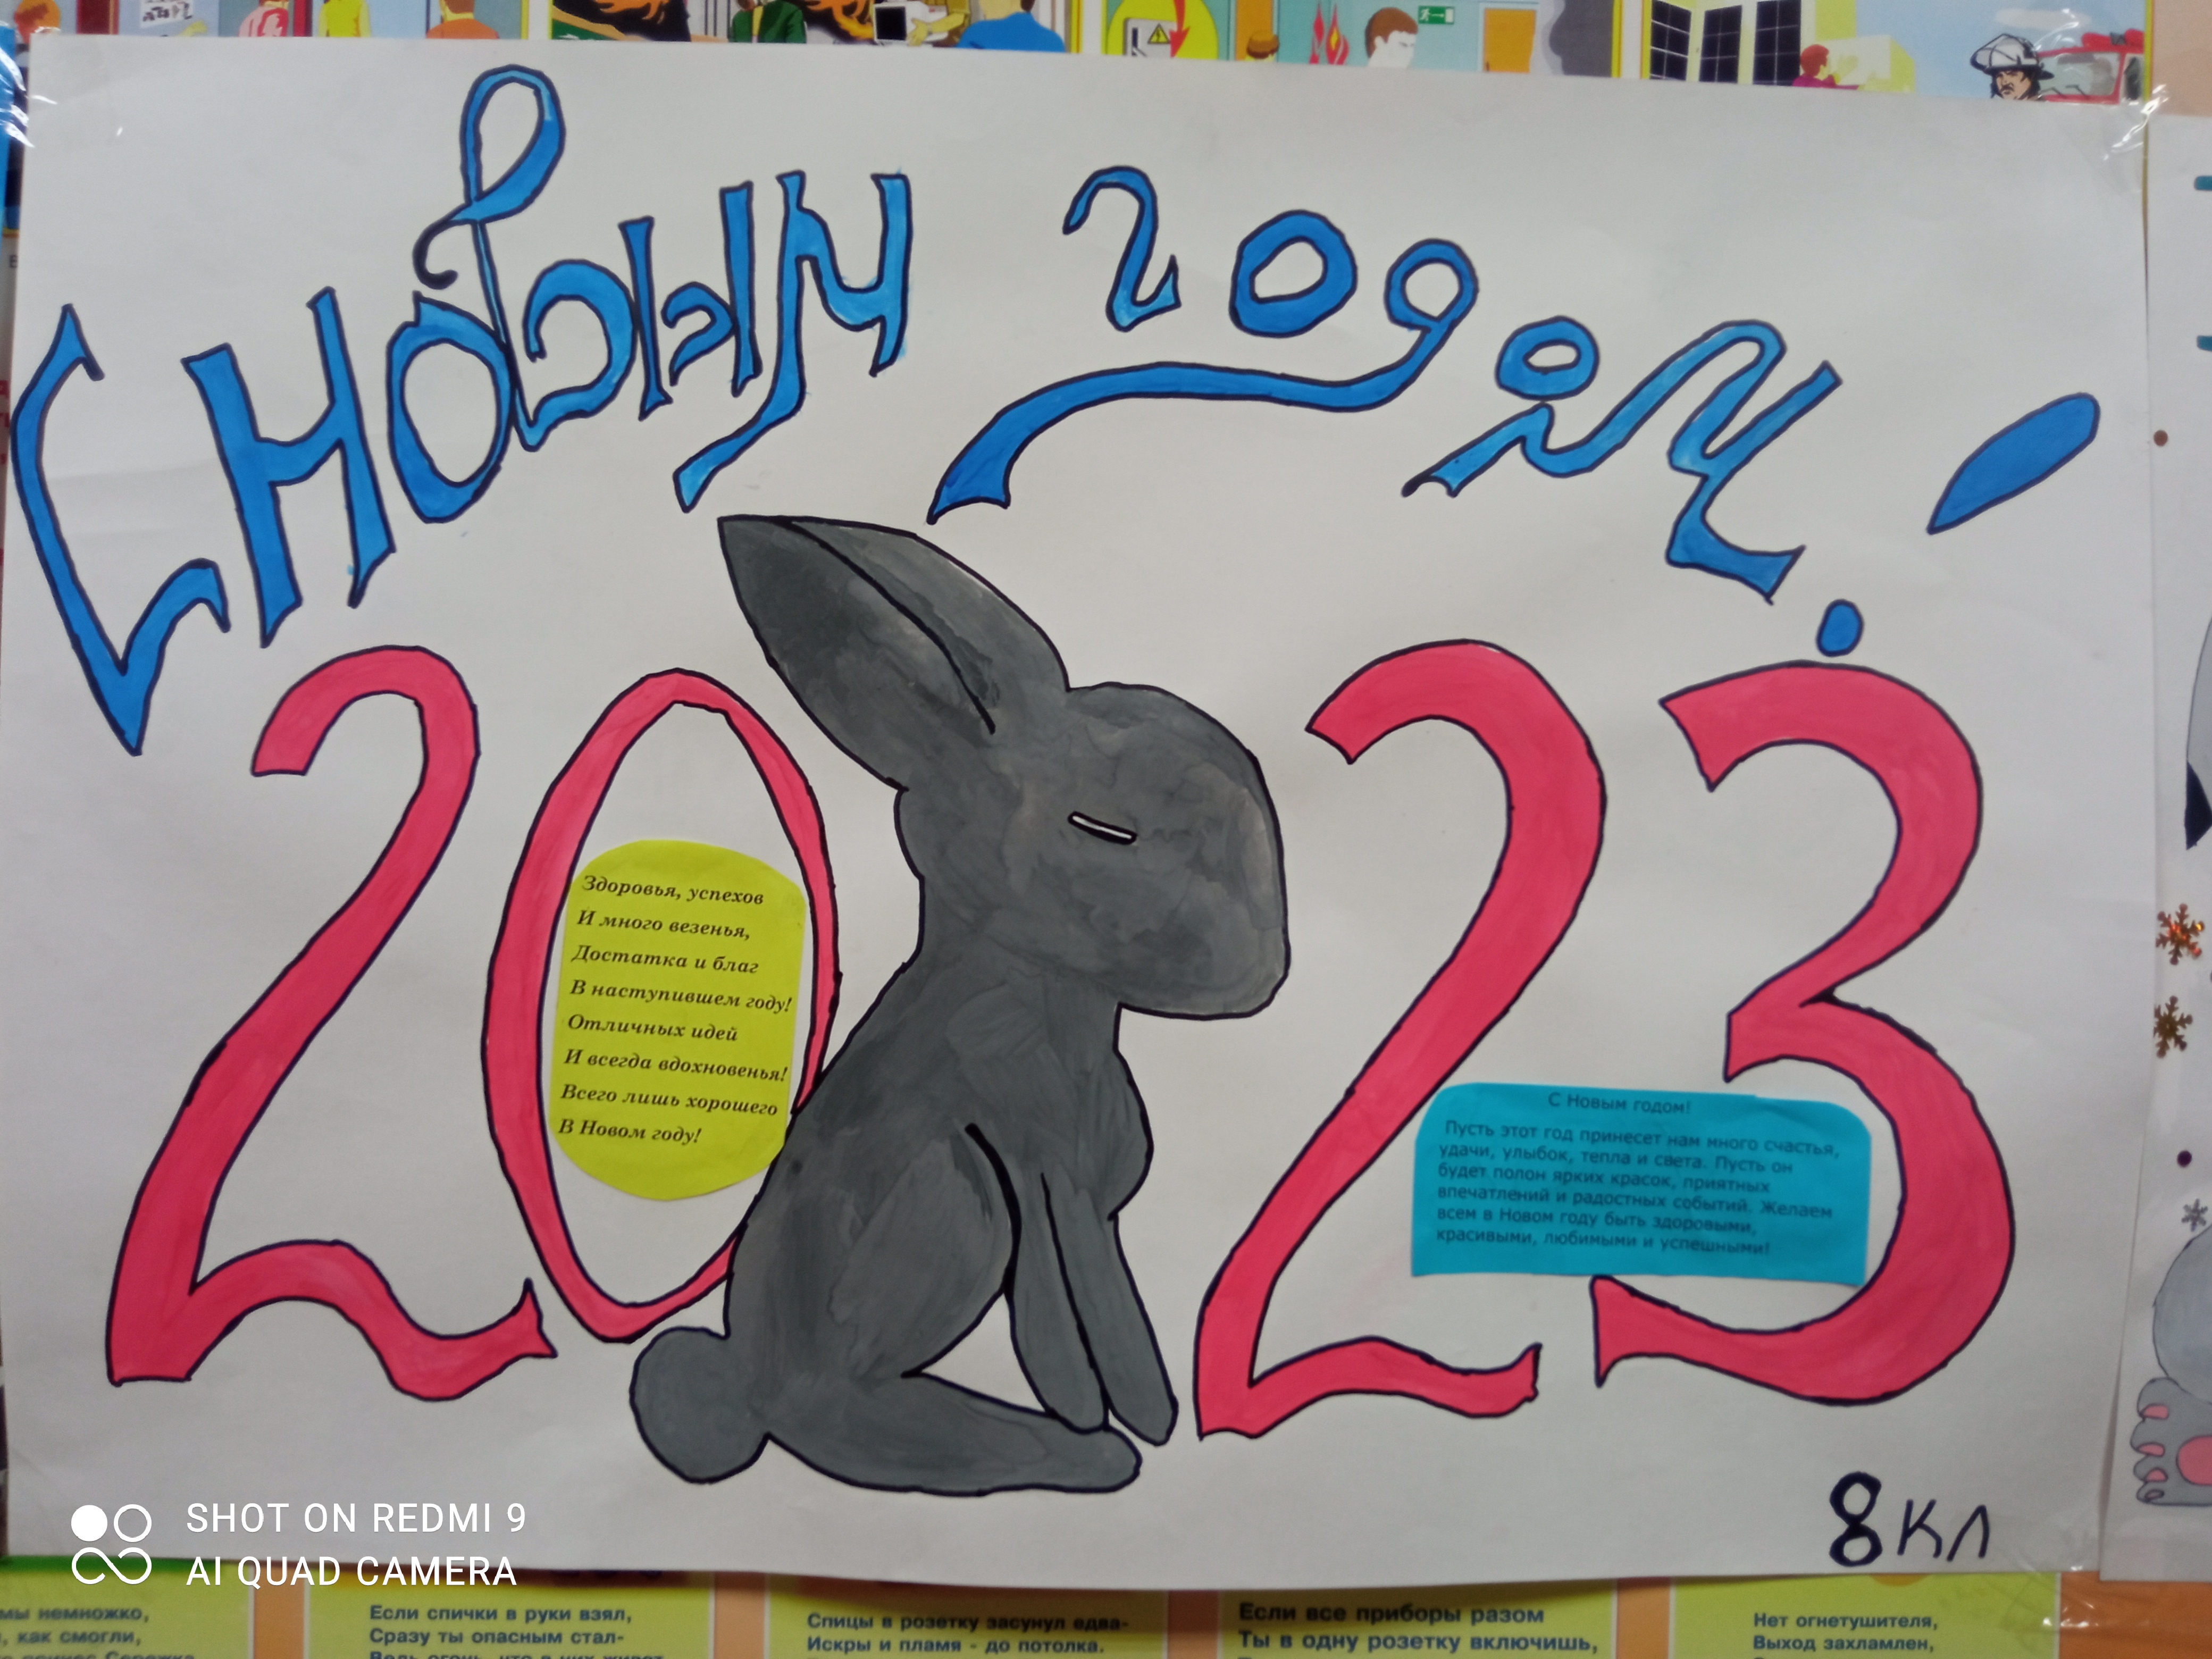 С новым годом!
2023
Здоровья, успехов
И много везенья,
Достатка и благ
В наступившем году!
Отличных идей
И всегда вдохновенья!
Всего лишь хорошего
В Новом году!
С Новым годом!
Пусть этот год принесет нам много счастья,
удачи, улыбок, тепла и света. Пусть он
будет полон ярких красок, приятных
впечатлений и радостных событий. Желаем
всем в Новом году быть здоровыми,
красивыми, любимыми и успешными!
8 кл
SHOT ON REDMI 9
AI QUAD CAMERA
мы немножко,
как смогли,
Если спички в руки взял,
Сразу ты опасным стал-
Спицы в розетку засунул едва-
Искры и пламя - до потолка.
Если все приборы разом
Ты в одну розетку включишь,
Нет огнетушителя,
Выход захламлен,